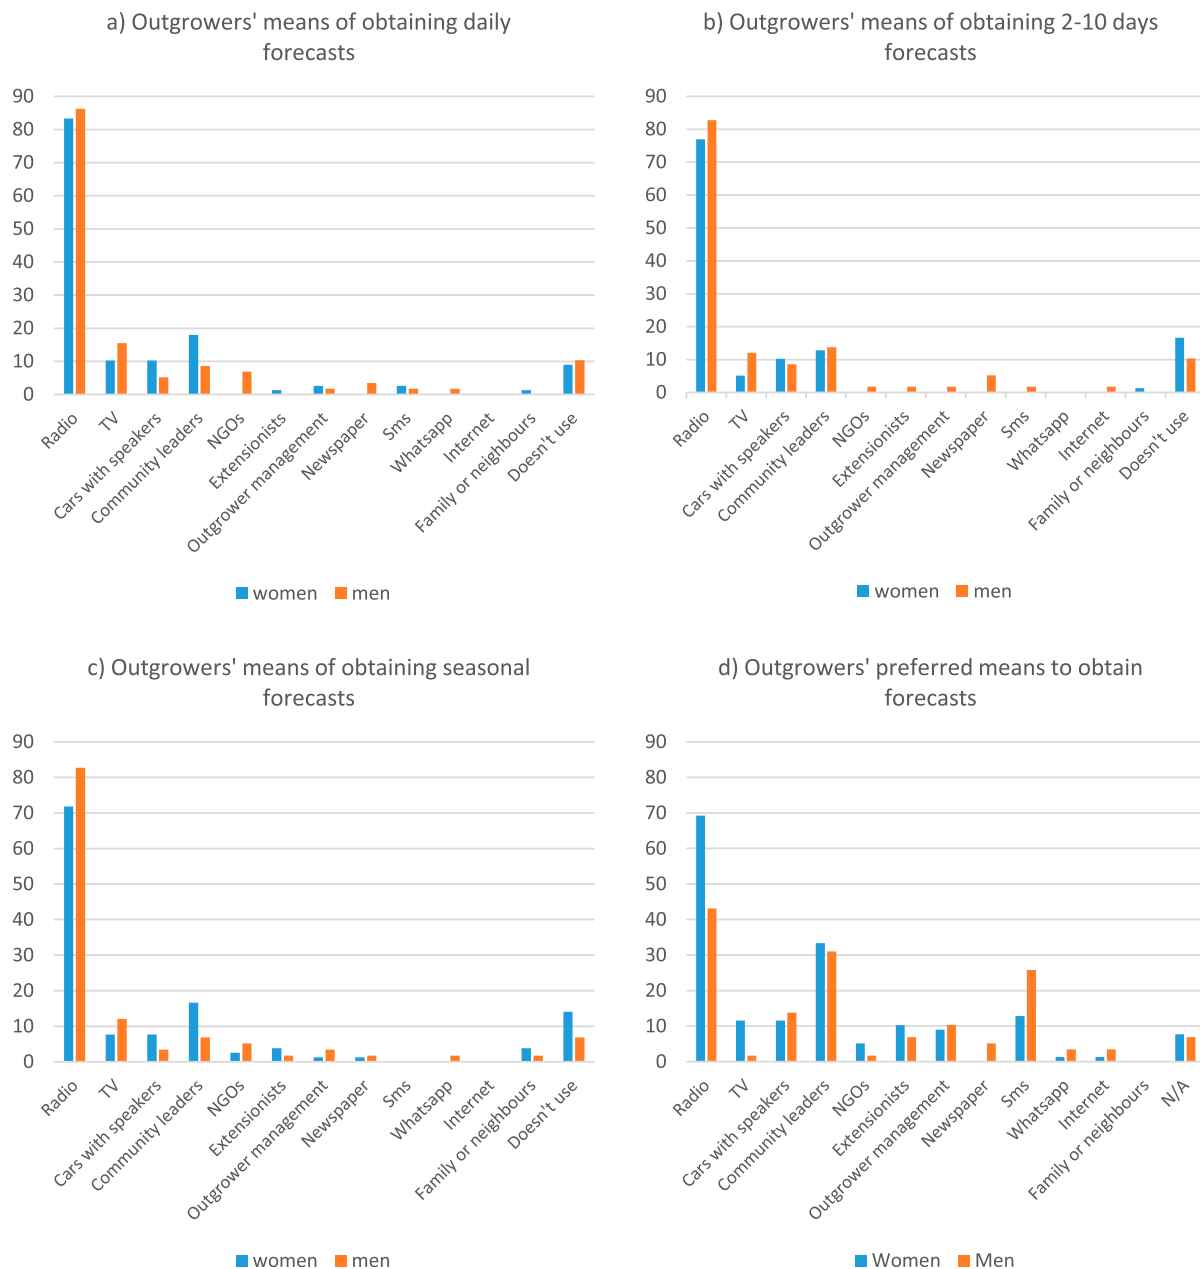 a) Outgrowers' means of obtaining daily
forecasts
90
80
70
60
50
40
30
20
10
0
Radio
TV
Cars with speakers
Community leaders
NGOs
Extensionists
Outgrower management
Newspaper
Sms
Whatsapp
Internet
Family or neighbours
Doesn't use
women
men
b) Outgrowers' means of obtaining 2-10 days
forecasts
90
80
70
60
50
40
30
20
10
0
Radio
TV
Cars with speakers
Community leaders
NGOs
Extensionists
Outgrower management
Newspaper
Sms
Whatsapp
Internet
Family or neighbours
Doesn't use
women
men
c) Outgrowers' means of obtaining seasonal
forecasts
90
80
70
60
50
40
30
20
10
0
Radio
TV
Cars with speakers
Community leaders
NGOs
Extensionists
Outgrower management
Newspaper
Sms
Whatsapp
Internet
Family or neighbours
Doesn't use
women
men
d) Outgrowers' preferred means to obtain
forecasts
90
80
70
60
50
40
30
20
10
0
Radio
TV
Cars with speakers
Community leaders
NGOs
Extensionists
Outgrower management
Newspaper
Sms
Whatsapp
Internet
Family or neighbours
N/A
Women
Men